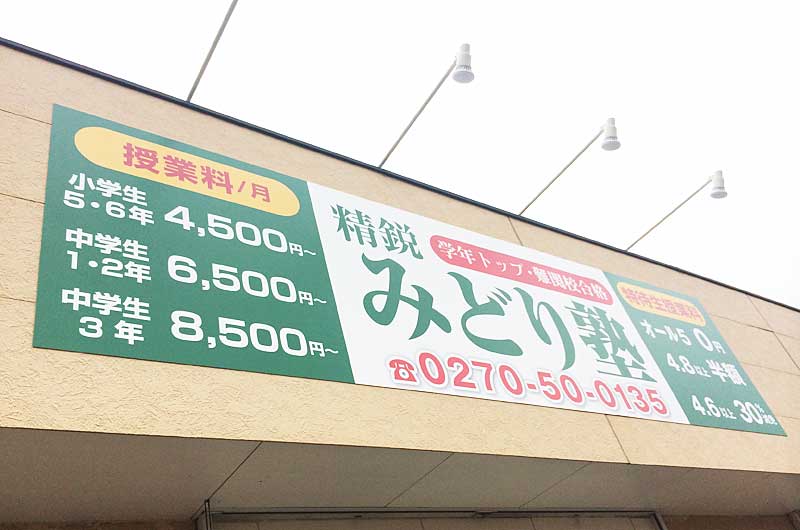 授業料/月
小学生
5・6年 4,500円〜
中学生
1・2年 6,500円〜
中学生
3年 8,500円〜
精鋭
学年トップ・難関校合格
みどり塾
☎0270-50-0135
特待生授業料
オール5 0円
4.8以上 半額
4.6以上 30%